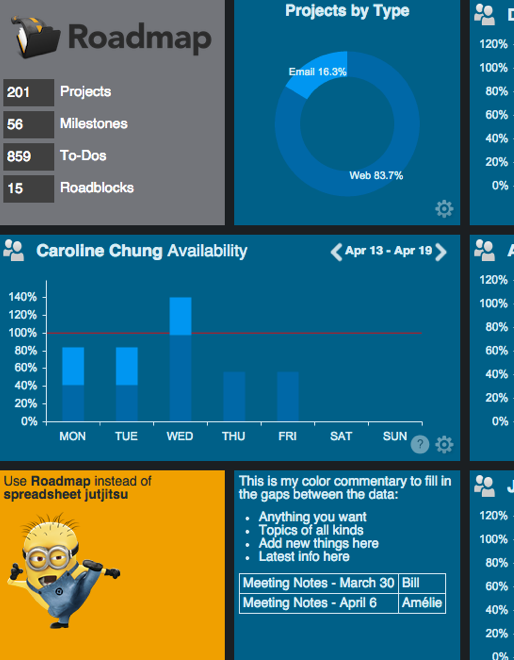 Roadmap
201 Projects
56 Milestones
859 To-Dos
15 Roadblocks
Projects by Type
Email 16.3%
Web 83.7%
D
120%
100%
80%
60%
40%
20%
0%
Caroline Chung Availability
Apr 13 - Apr 19
140%
120%
100%
80%
60%
40%
20%
0%
MON TUE WED THU FRI SAT SUN
?
A
120%
100%
80%
60%
40%
20%
0%
Use Roadmap instead of
spreadsheet jutjitsu
This is my color commentary to fill in
the gaps between the data:
• Anything you want
• Topics of all kinds
• Add new things here
• Latest info here
Meeting Notes - March 30 Bill
Meeting Notes - April 6 Amélie
J
120%
100%
80%
60%
40%
20%
0%